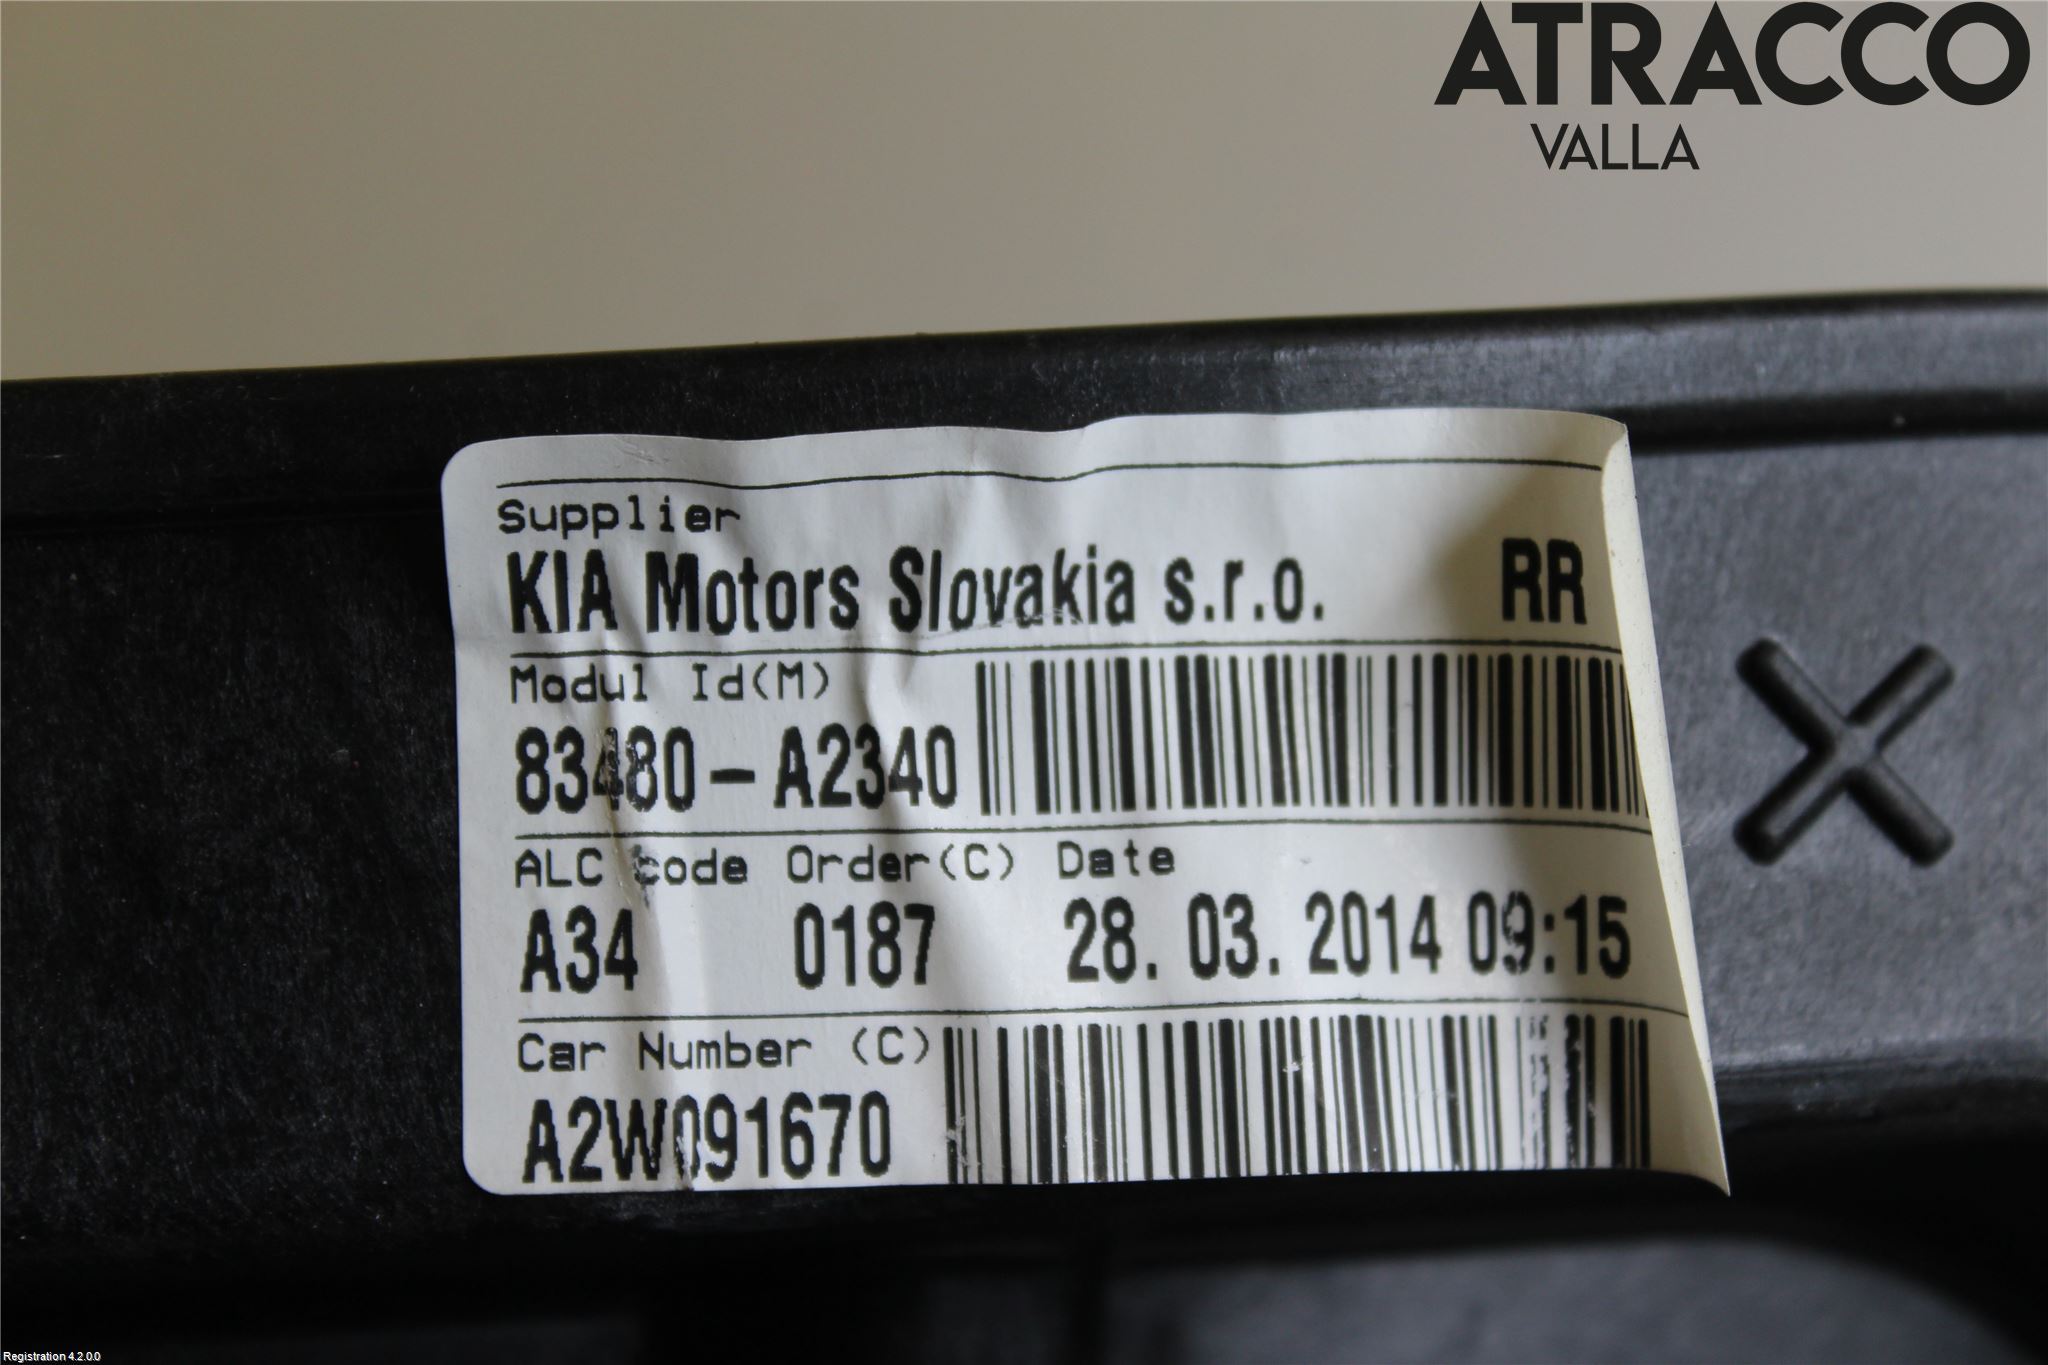 ATRACCO
VALLA
Supplier
KIA Motors Slovakia s.r.o. RR
Modul Id(M)
83480-A2340
ALC code Order(C) Date
A34 0187 28. 03. 2014 09:15
Car Number (C)
A2W091670
Registration 4.2.0.0